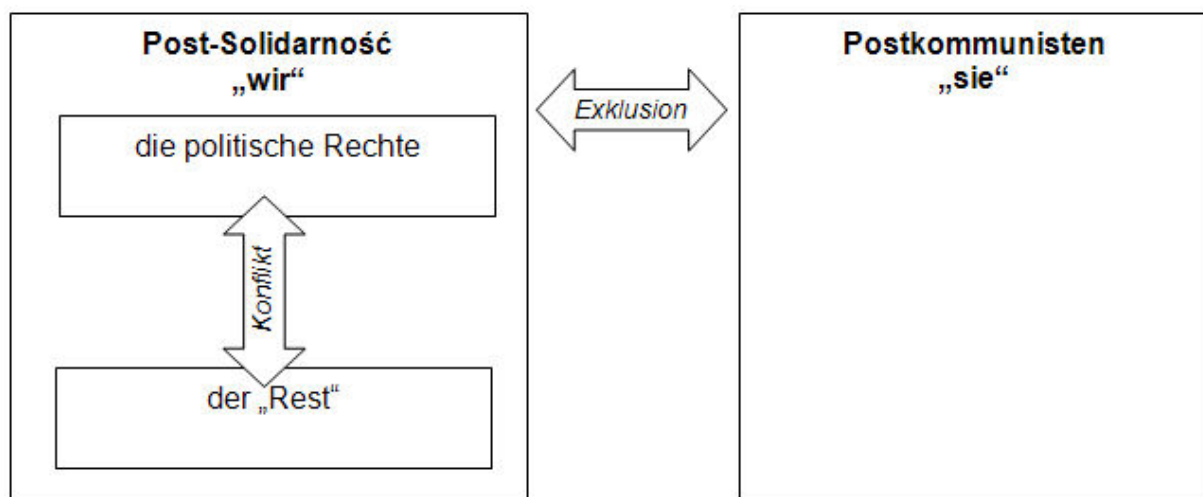 Post-Solidarność
„wir“
die politische Rechte
Konflikt
der „Rest“
Exklusion
Postkommunisten
„sie“